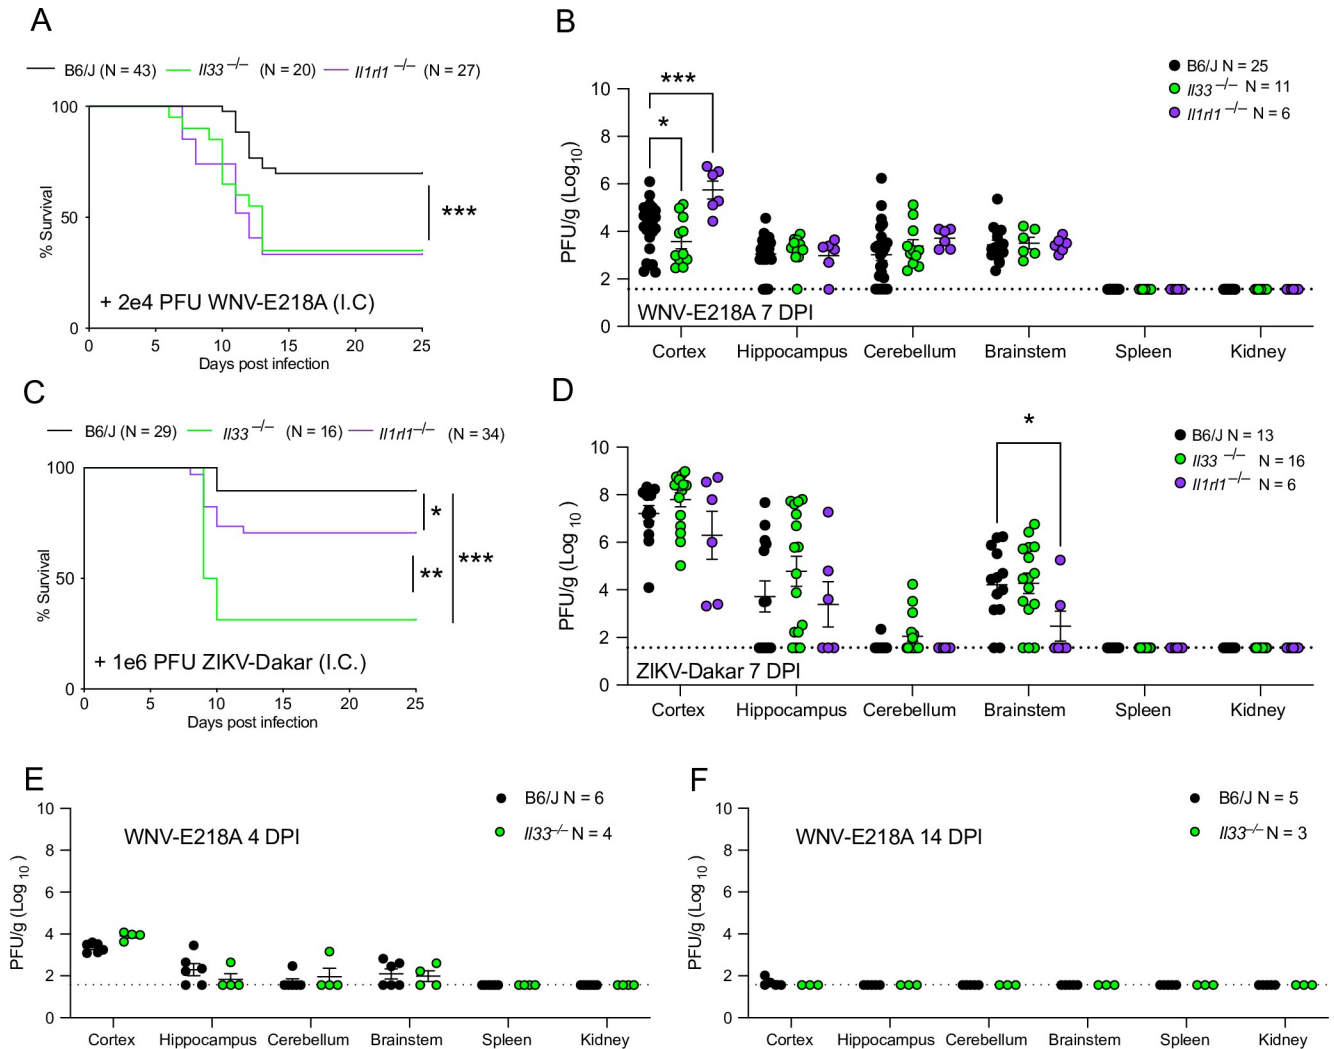 A
B6/J (N = 43) Il33 –/– (N = 20) Il1rl1 –/– (N = 27)
% Survival
100
50
0
***
+ 2e4 PFU WNV-E218A (I.C)
0 5 10 15 20 25
Days post infection
B
B6/J N = 25
Il33 –/– N = 11
Il1rl1 –/– N = 6
PFU/g (Log10)
10
8
6
4
2
0
***
*
WNV-E218A 7 DPI
Cortex Hippocampus Cerebellum Brainstem Spleen Kidney
C
B6/J (N = 29) Il33 –/– (N = 16) Il1rl1–/– (N = 34)
% Survival
100
50
0
*
**
***
+ 1e6 PFU ZIKV-Dakar (I.C.)
0 5 10 15 20 25
Days post infection
D
B6/J N = 13
Il33 –/– N = 16
Il1rl1–/– N = 6
PFU/g (Log 10)
10
8
6
4
2
0
*
ZIKV-Dakar 7 DPI
Cortex Hippocampus Cerebellum Brainstem Spleen Kidney
E
B6/J N = 6
Il33–/– N = 4
WNV-E218A 4 DPI
PFU/g (Log 10 )
10
8
6
4
2
0
Cortex Hippocampus Cerebellum Brainstem Spleen Kidney
F
B6/J N = 5
Il33–/– N = 3
WNV-E218A 14 DPI
PFU/g (Log 10 )
10
8
6
4
2
0
Cortex Hippocampus Cerebellum Brainstem Spleen Kidney